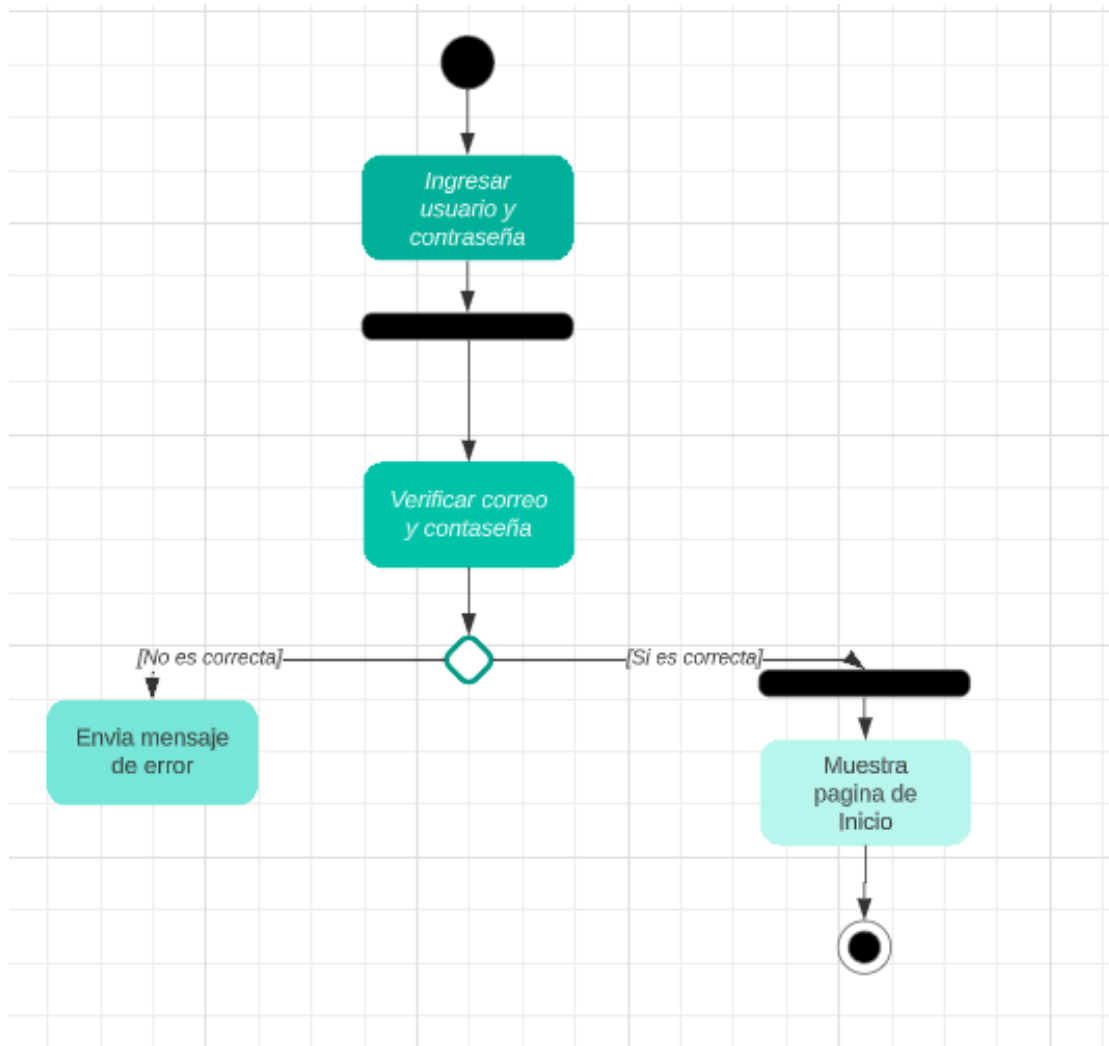 Ingresar
usuario y
contraseña
Verificar correo
y contaseña
[No es correcta]
[Si es correcta]
Envia mensaje
de error
Muestra
pagina de
Inicio